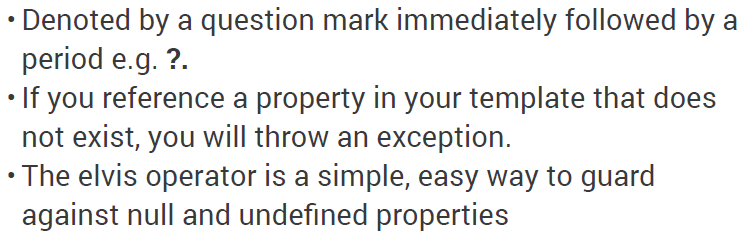 • Denoted by a question mark immediately followed by a
period e.g. ?.
• If you reference a property in your template that does
not exist, you will throw an exception.
• The elvis operator is a simple, easy way to guard
against null and undefined properties